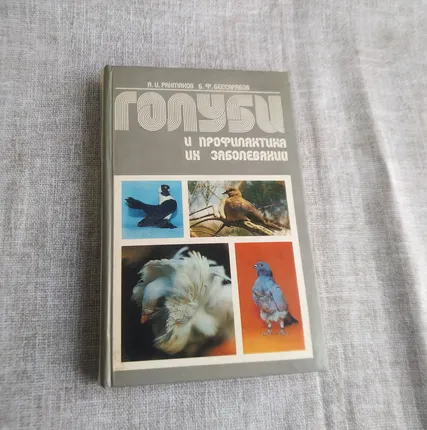 А. И. РАХМАНОВ Б. Ф. БЕССАРАБОВ
ГОЛУБИ
И ПРОФИЛАКТИКА
ИХ ЗАБОЛЕВАНИЙ